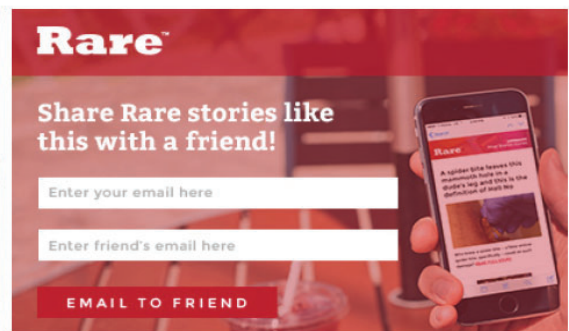 Rare™
Share Rare stories like
this with a friend!
Enter your email here
Enter friend's email here
EMAIL TO FRIEND
Rare
A spider bite leaves this
mammoth hole in a
dude's leg and this is the
definition of Hell No